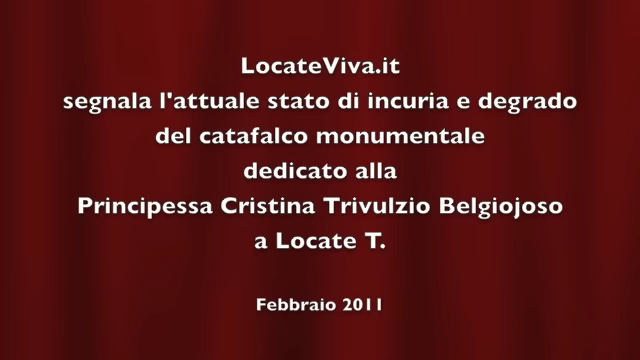 LocateViva.it
segnala l'attuale stato di incuria e degrado
del catafalco monumentale
dedicato alla
Principessa Cristina Trivulzio Belgiojoso
a Locate T.
Febbraio 2011